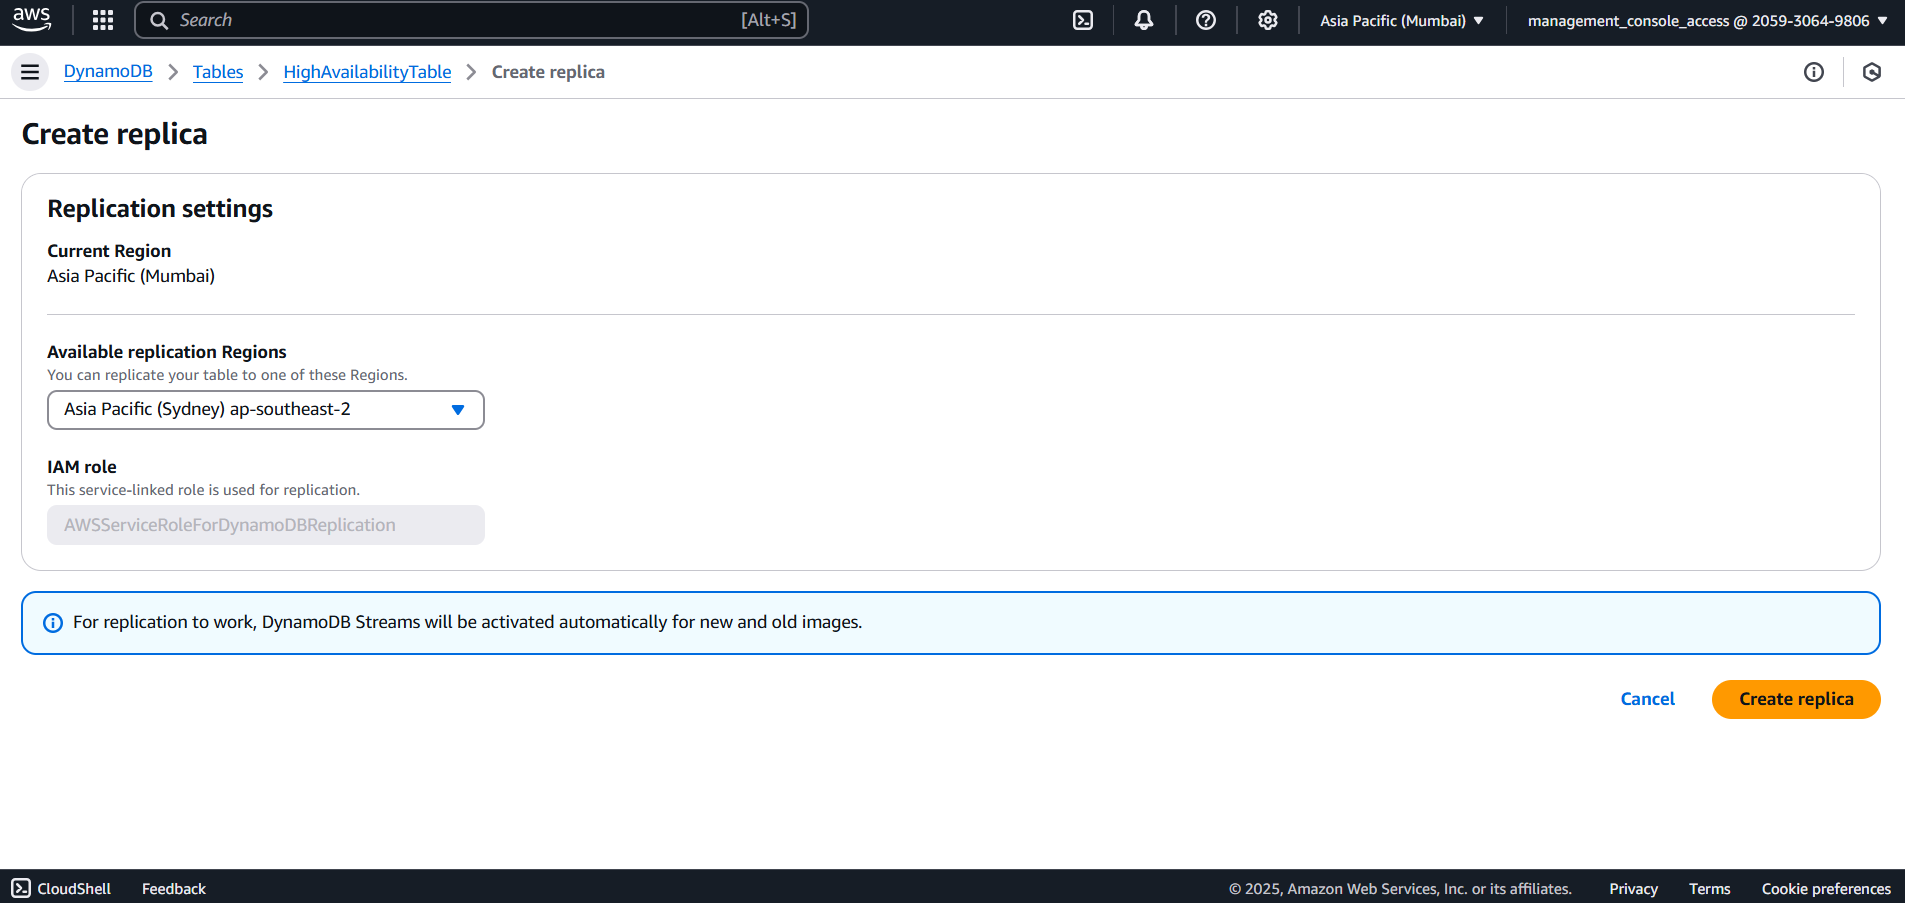 aws
Search [Alt+S]
Asia Pacific (Mumbai)
management_console_access @ 2059-3064-9806
DynamoDB
Tables
HighAvailabilityTable
Create replica
Create replica
Replication settings
Current Region
Asia Pacific (Mumbai)
Available replication Regions
You can replicate your table to one of these Regions.
Asia Pacific (Sydney) ap-southeast-2
IAM role
This service-linked role is used for replication.
AWSServiceRoleForDynamoDBReplication
For replication to work, DynamoDB Streams will be activated automatically for new and old images.
Cancel
Create replica
CloudShell
Feedback
© 2025, Amazon Web Services, Inc. or its affiliates.
Privacy
Terms
Cookie preferences